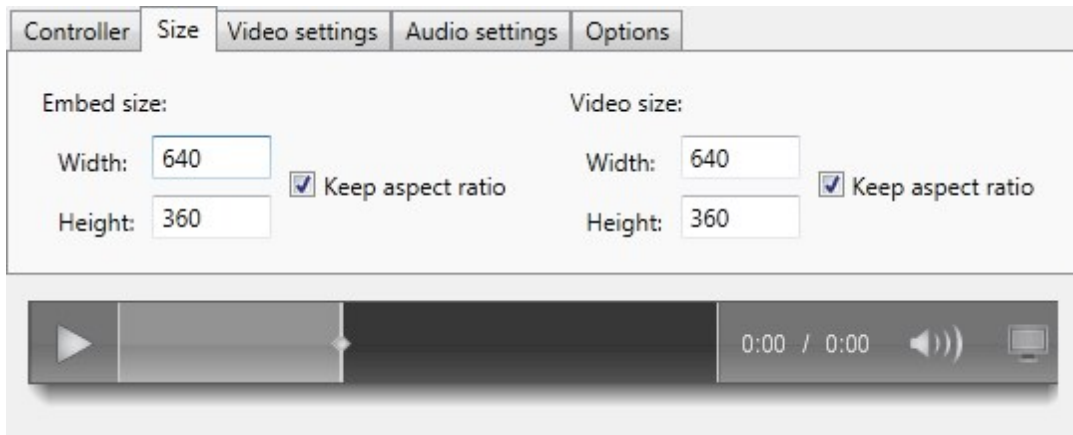 Controller Size Video settings Audio settings Options
Embed size: Video size:
Width: 640 Keep aspect ratio Width: 640 Keep aspect ratio
Height: 360 Height: 360
0:00 / 0:00